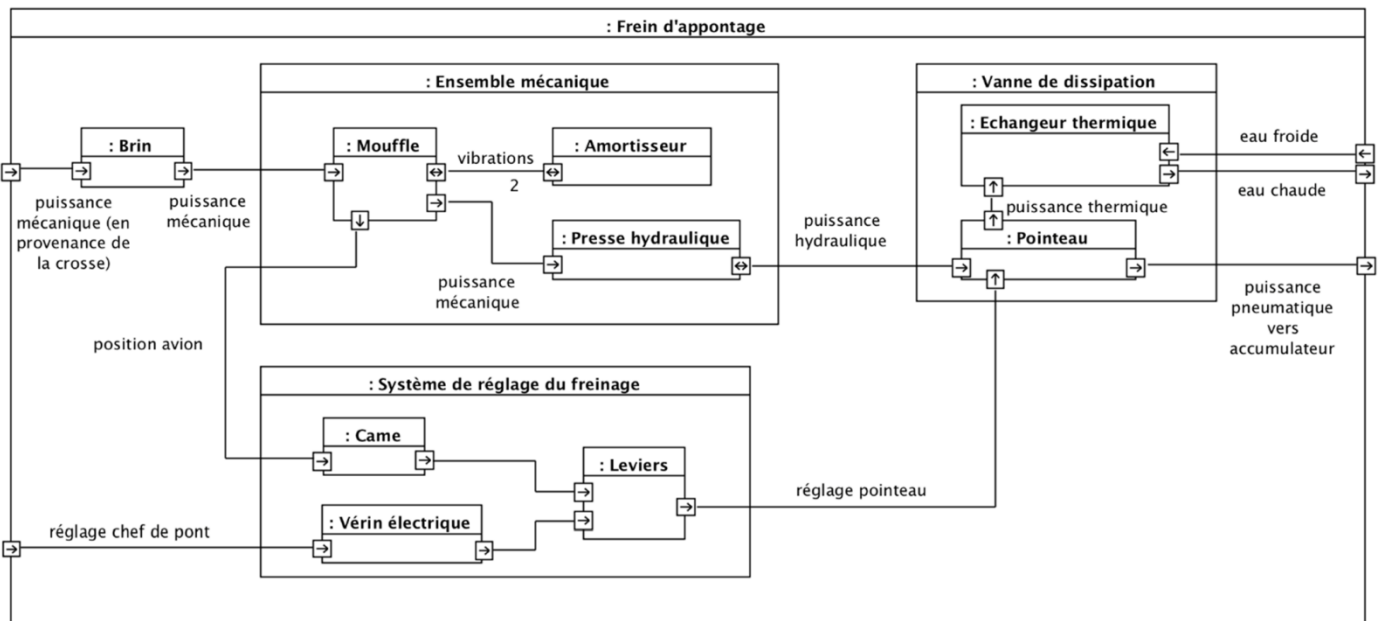 : Frein d'appontage
: Ensemble mécanique
: Vanne de dissipation
: Brin
: Mouffle
vibrations
2
: Amortisseur
: Echangeur thermique
eau froide
eau chaude
puissance
mécanique (en
provenance de
la crosse)
puissance
mécanique
puissance thermique
: Presse hydraulique
puissance
hydraulique
: Pointeau
puissance
mécanique
puissance
pneumatique
vers
accumulateur
position avion
: Système de réglage du freinage
: Came
: Leviers
réglage pointeau
réglage chef de pont
: Vérin électrique